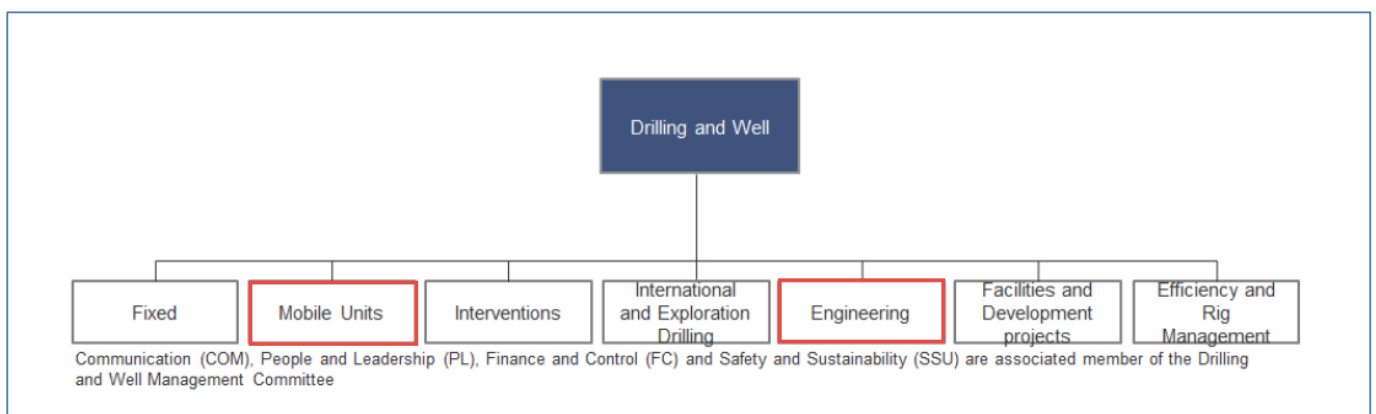 Drilling and Well
Fixed
Mobile Units
Interventions
International
and Exploration
Drilling
Engineering
Facilities and
Development
projects
Efficiency and
Rig
Management
Communication (COM), People and Leadership (PL), Finance and Control (FC) and Safety and Sustainability (SSU) are associated member of the Drilling
and Well Management Committee